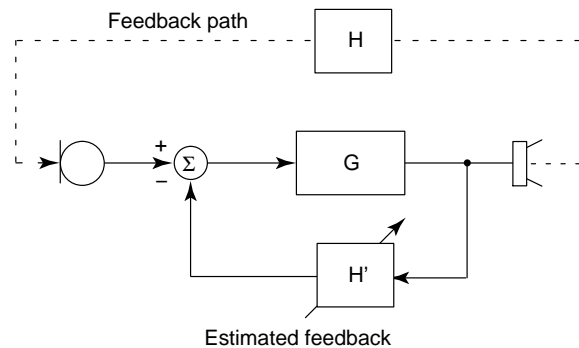 Feedback path
H
+
Σ
−
G
H'
Estimated feedback